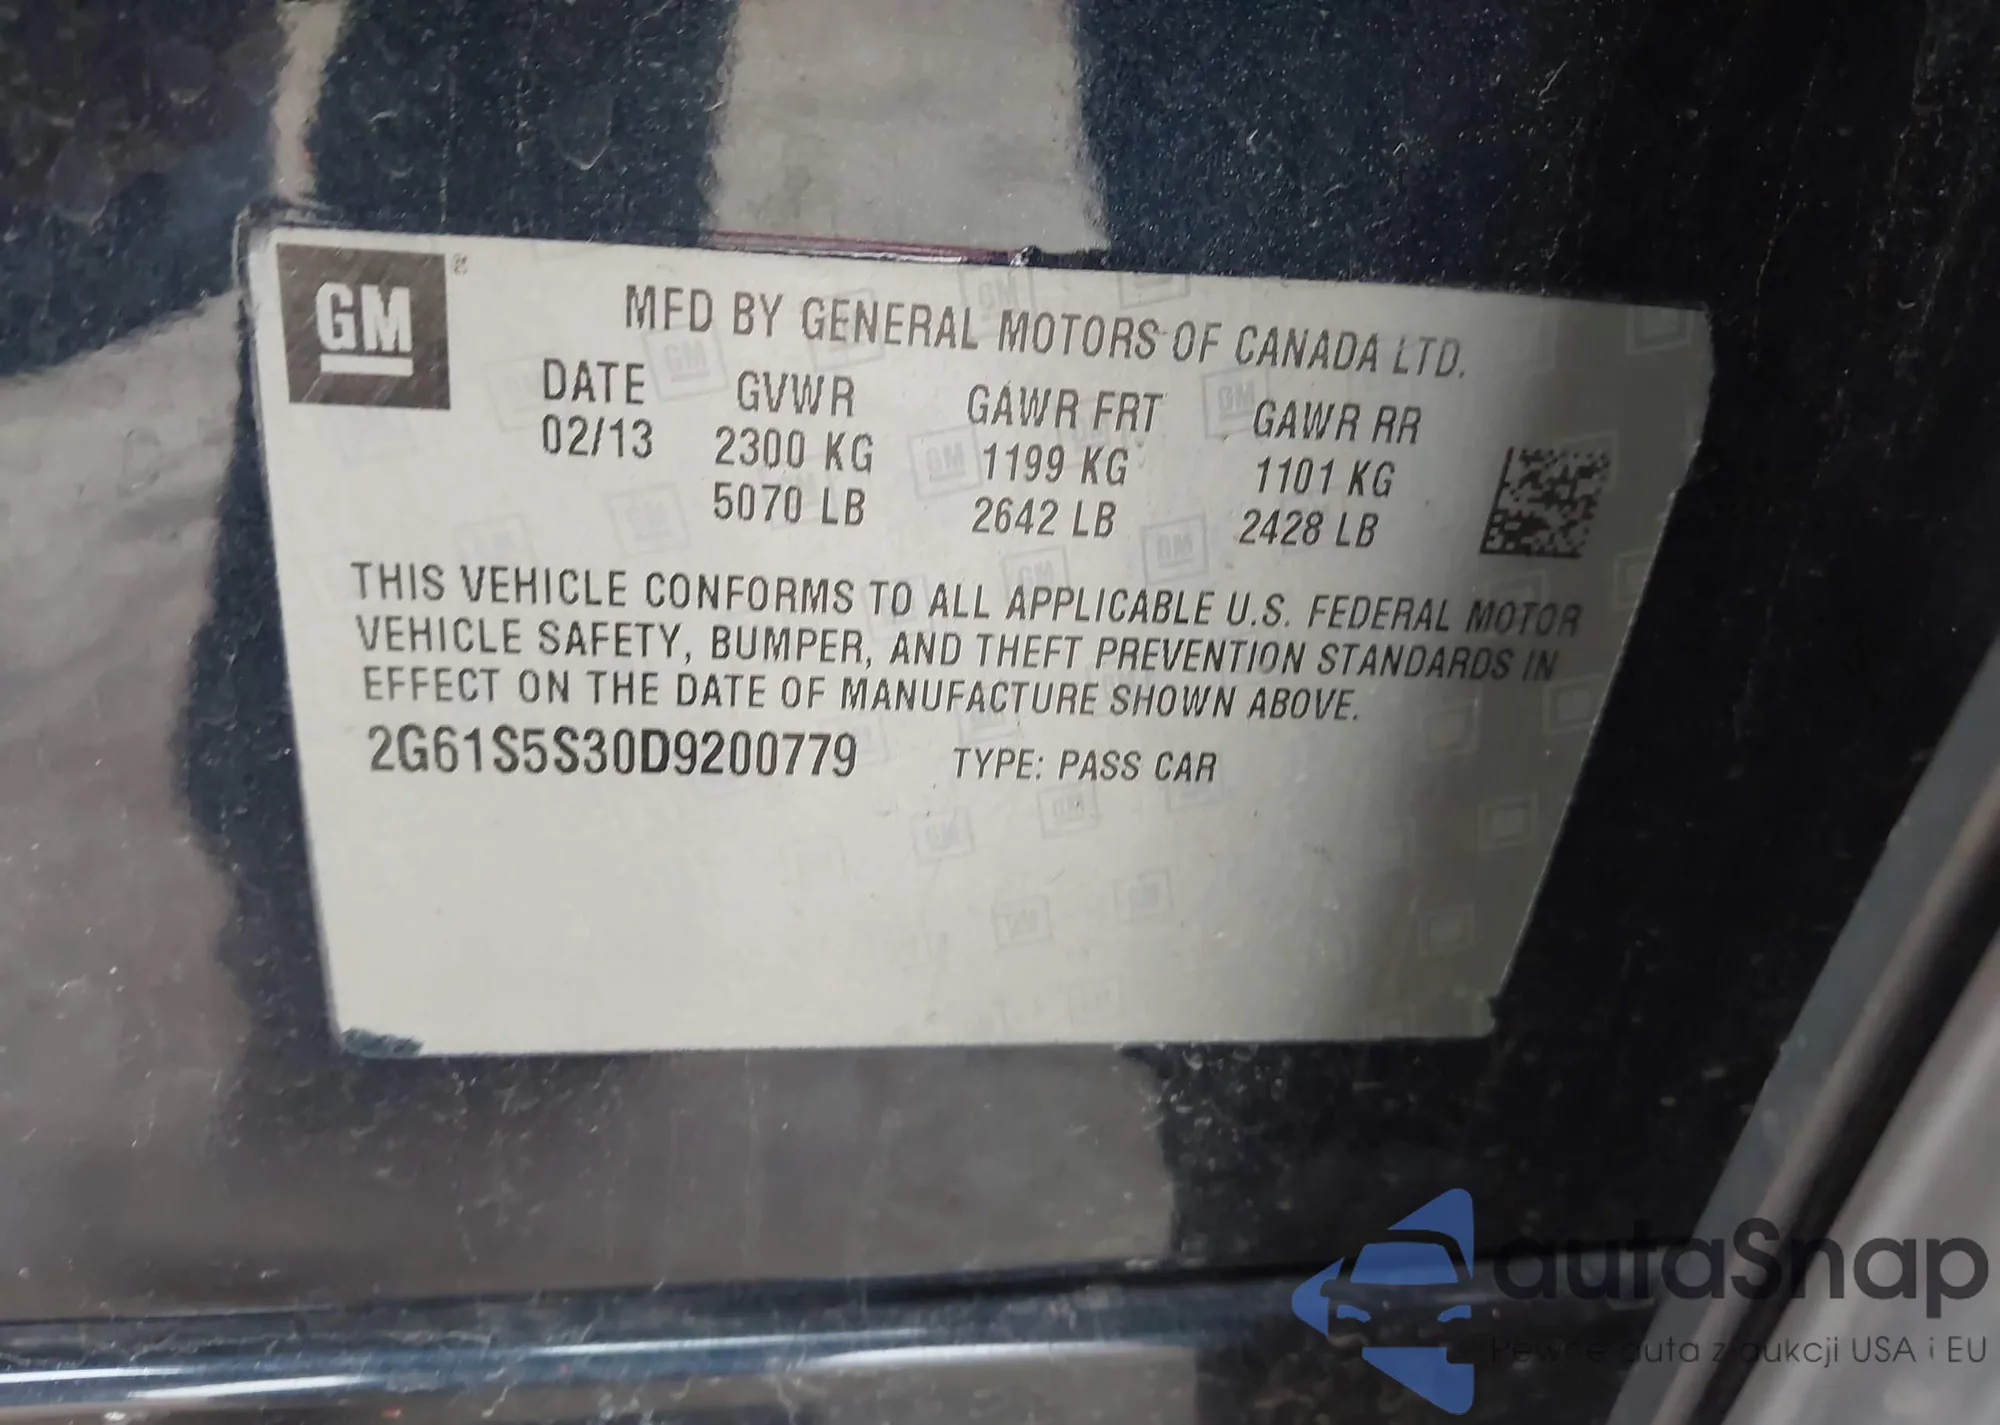 GM
MFD BY GENERAL MOTORS OF CANADA LTD.
DATE GVWR GAWR FRT GAWR RR
02/13 2300 KG 1199 KG 1101 KG
5070 LB 2642 LB 2428 LB
THIS VEHICLE CONFORMS TO ALL APPLICABLE U.S. FEDERAL MOTOR
VEHICLE SAFETY, BUMPER, AND THEFT PREVENTION STANDARDS IN
EFFECT ON THE DATE OF MANUFACTURE SHOWN ABOVE.
2G61S5S30D9200779 TYPE: PASS CAR
autaSnap
Pewne auta z aukcji USA i EU